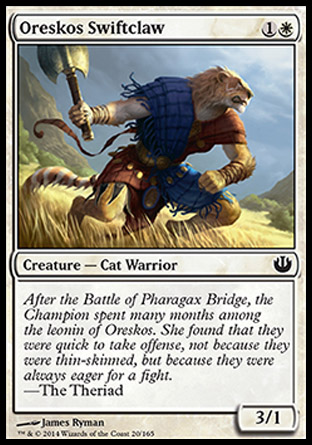 Oreskos Swiftclaw 1
Creature — Cat Warrior
After the Battle of Pharagax Bridge, the
Champion spent many months among
the leonin of Oreskos. She found that they
were quick to take offense, not because they
were thin-skinned, but because they were
always eager for a fight.
—The Theriad
James Ryman
™ & © 2014 Wizards of the Coast 20/165
3/1